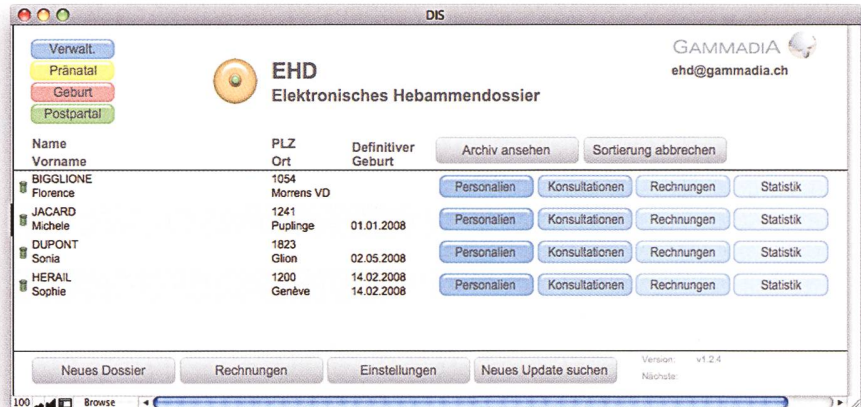 DIS
Verwalt.
Pränatal
Geburt
Postpartal
EHD
Elektronisches Hebammendossier
GAMMADIA
ehd@gammadia.ch
Name
Vorname
PLZ
Ort
Definitiver
Geburt
Archiv ansehen
Sortierung abbrechen
BIGGLIONE 1054
Florence Morrens VD
Personalien Konsultationen Rechnungen Statistik
JACARD 1241
Michele Puplinge 01.01.2008
Personalien Konsultationen Rechnungen Statistik
DUPONT 1823
Sonia Glion 02.05.2008
Personalien Konsultationen Rechnungen Statistik
HERAIL 1200 14.02.2008
Sophie Genève 14.02.2008
Personalien Konsultationen Rechnungen Statistik
Neues Dossier Rechnungen Einstellungen Neues Update suchen
Version: v1.2.4
Nächste:
100 Browse